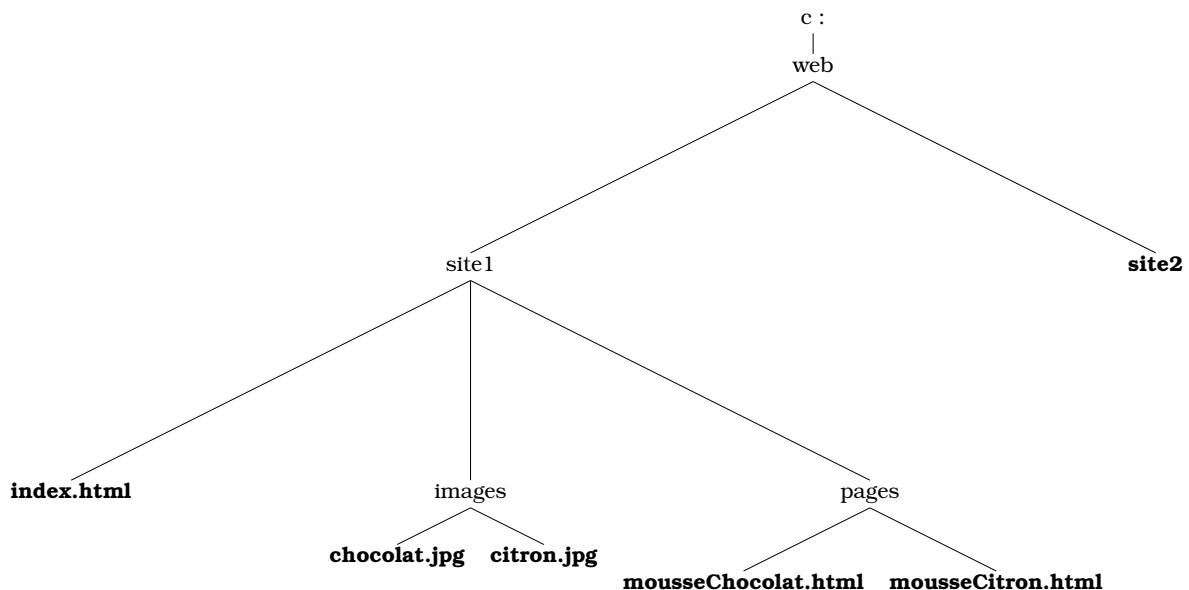 c :
web
site1 site2
index.html images pages
chocolat.jpg citron.jpg
mousseChocolat.html mousseCitron.html